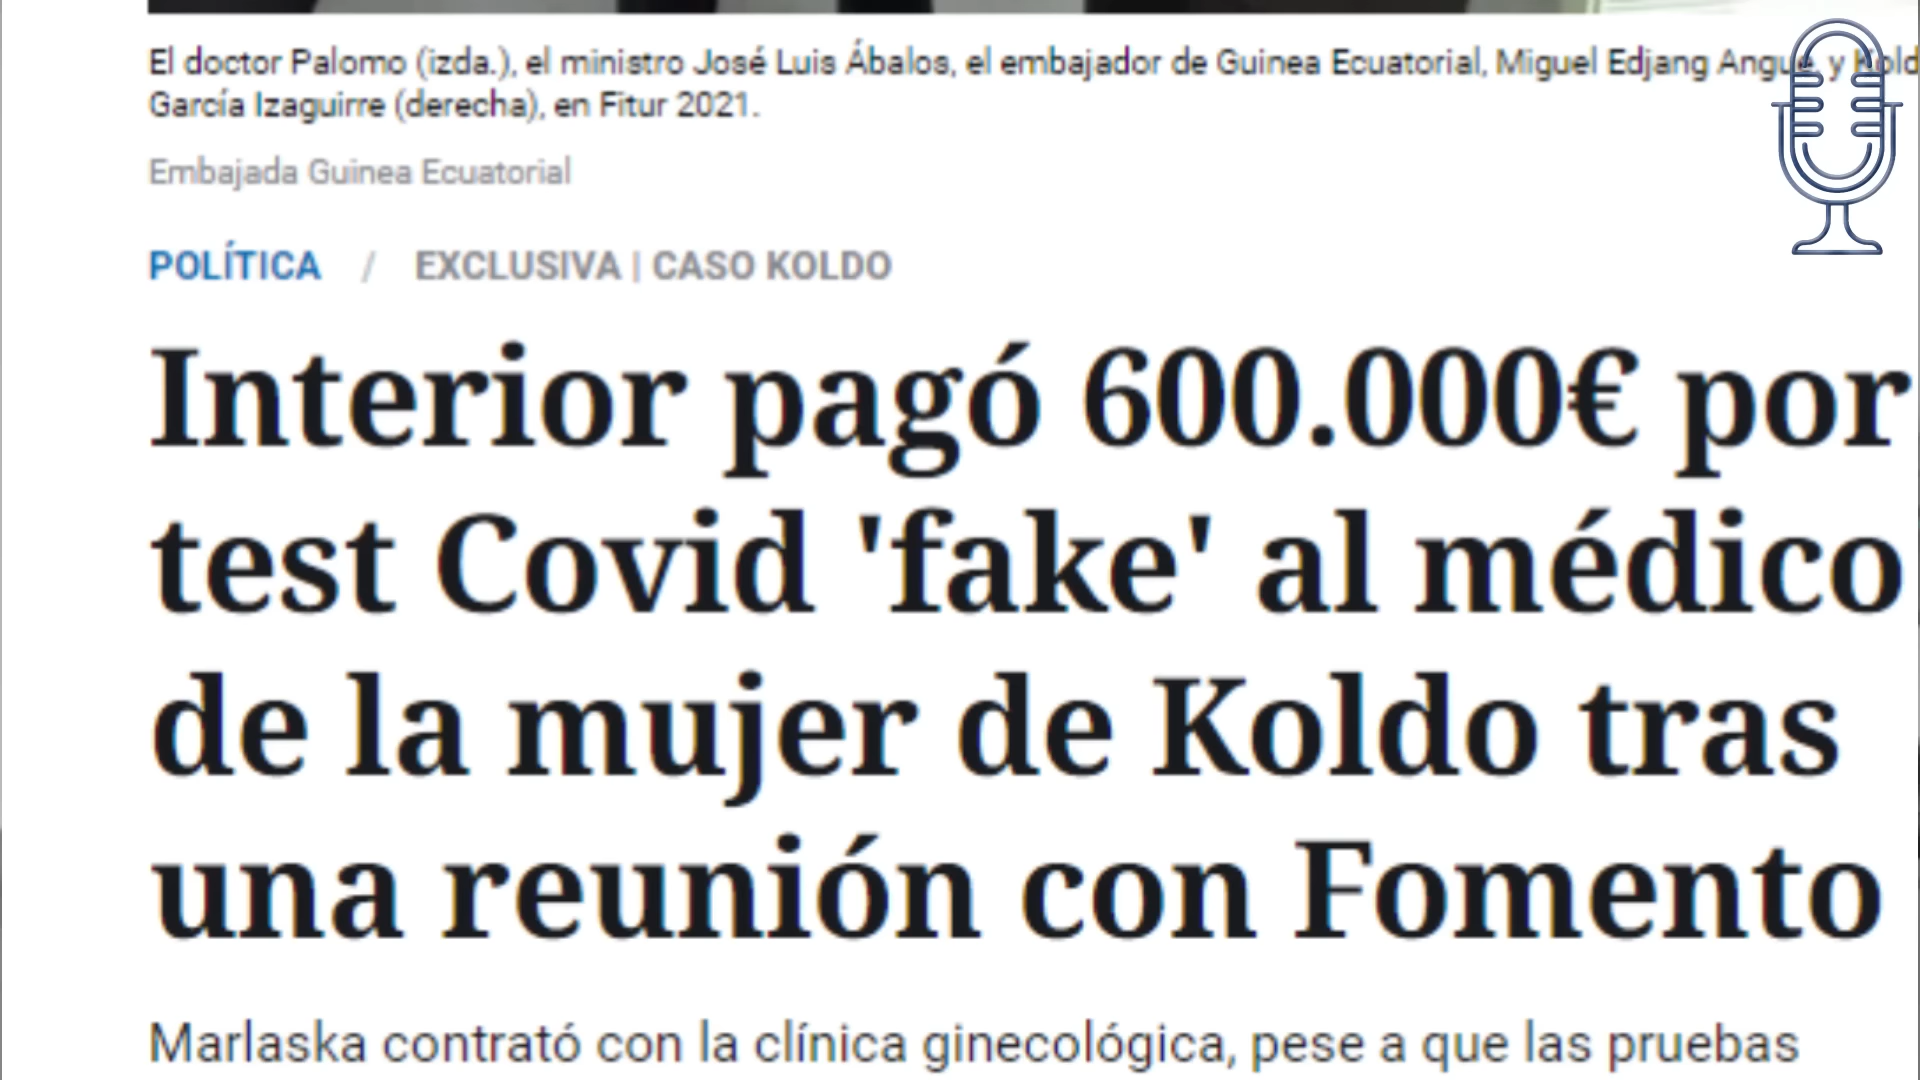 El doctor Palomo (izda.), el ministro José Luis Ábalos, el embajador de Guinea Ecuatorial, Miguel Edjang Angue, y Kold
García Izaguirre (derecha), en Fitur 2021.
Embajada Guinea Ecuatorial
POLÍTICA / EXCLUSIVA | CASO KOLDO
Interior pagó 600.000€ por
test Covid 'fake' al médico
de la mujer de Koldo tras
una reunión con Fomento
Marlaska contrató con la clínica ginecológica, pese a que las pruebas